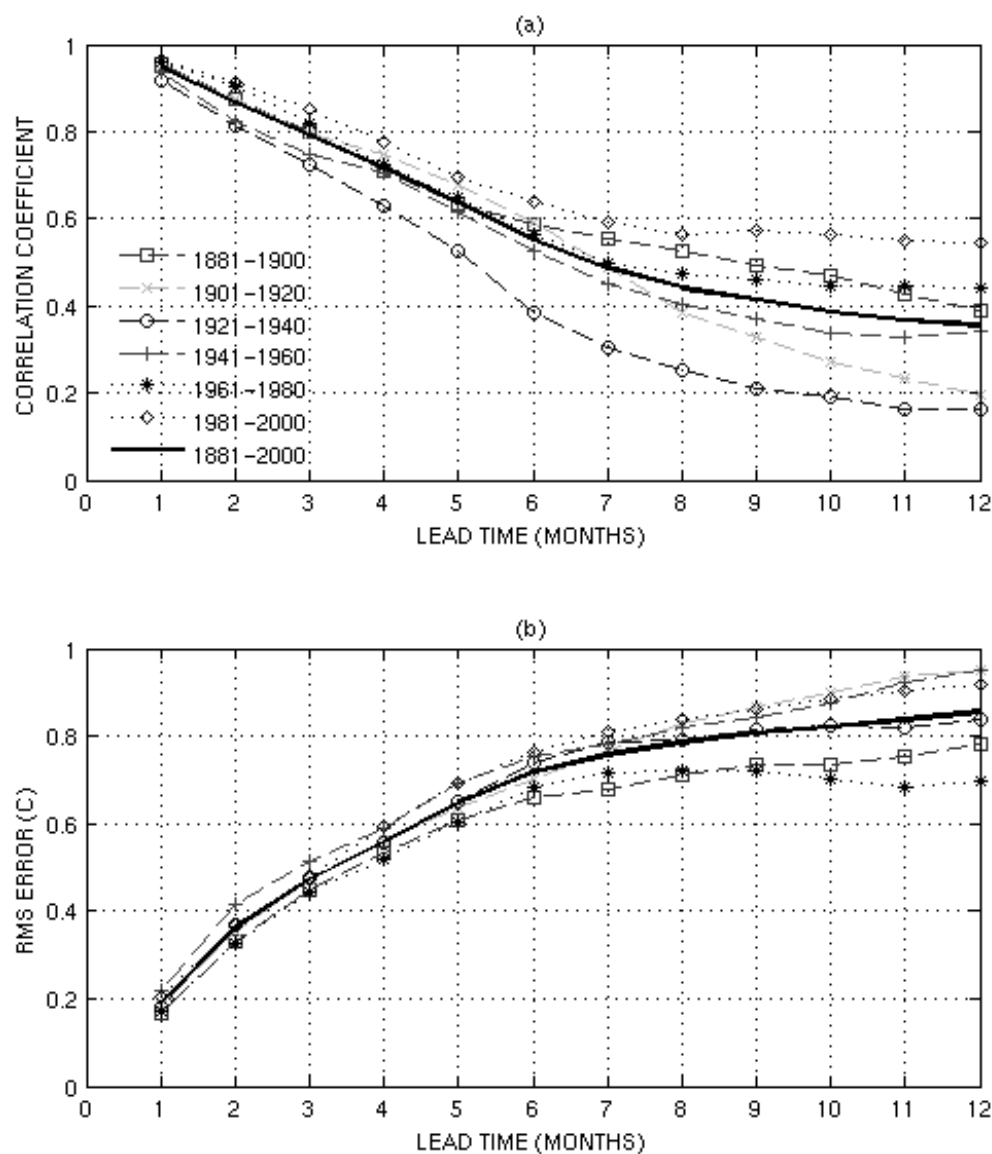 (a)
CORRELATION COEFFICIENT
1
0.8
0.6
0.4
0.2
0
1881-1900
1901-1920
1921-1940
1941-1960
1961-1980
1981-2000
1881-2000
0 1 2 3 4 5 6 7 8 9 10 11 12
LEAD TIME (MONTHS)
(b)
RMS ERROR (C)
1
0.8
0.6
0.4
0.2
0
0 1 2 3 4 5 6 7 8 9 10 11 12
LEAD TIME (MONTHS)